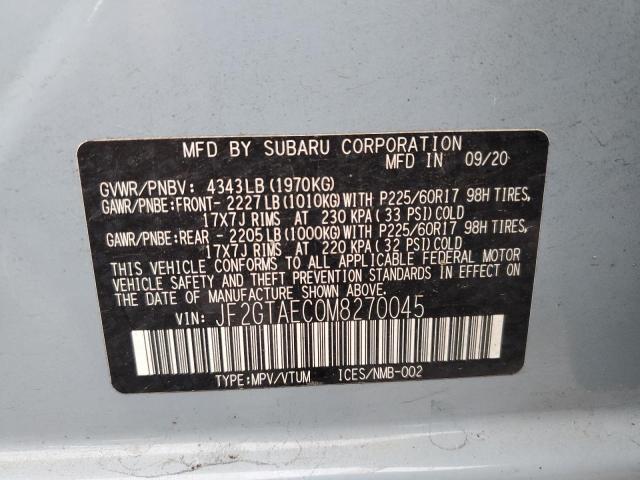 MFD BY SUBARU CORPORATION
MFD IN 09/20
GVWR/PNBV: 4343LB(1970KG)
GAWR/PNBE:FRONT- 2227LB(1010KG)WITH P225/60R17 98H TIRES,
17X7J RIMS AT 230 KPA(33 PSI)COLD
GAWR/PNBE:REAR - 2205LB(1000KG)WITH P225/60R17 98H TIRES,
17X7J RIMS AT 220 KPA(32 PSI)COLD
THIS VEHICLE CONFORMS TO ALL APPLICABLE FEDERAL MOTOR
VEHICLE SAFETY AND THEFT PREVENTION STANDARDS IN EFFECT ON
THE DATE OF MANUFACTURE SHOWN ABOVE.
VIN: JF2GTAEC0M8270045
TYPE:MPV/VTUM ICES/NMB-002